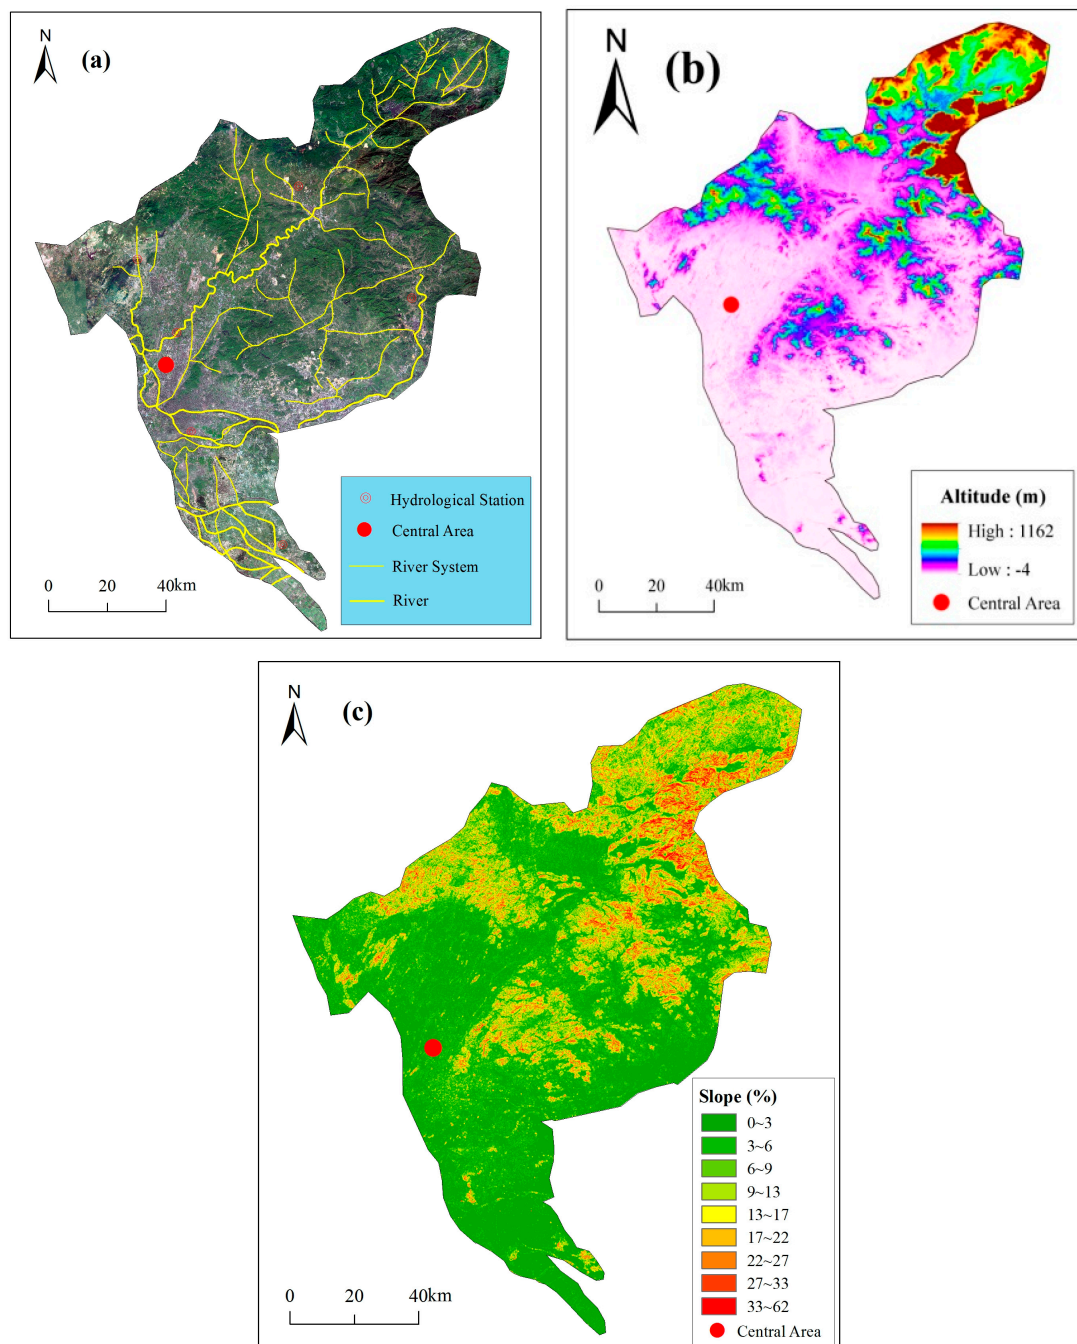 N
(a)
Hydrological Station
Central Area
River System
River
0 20 40km
N
(b)
Altitude (m)
High : 1162
Low : -4
Central Area
0 20 40km
N
(c)
Slope (%)
0~3
3~6
6~9
9~13
13~17
17~22
22~27
27~33
33~62
Central Area
0 20 40km